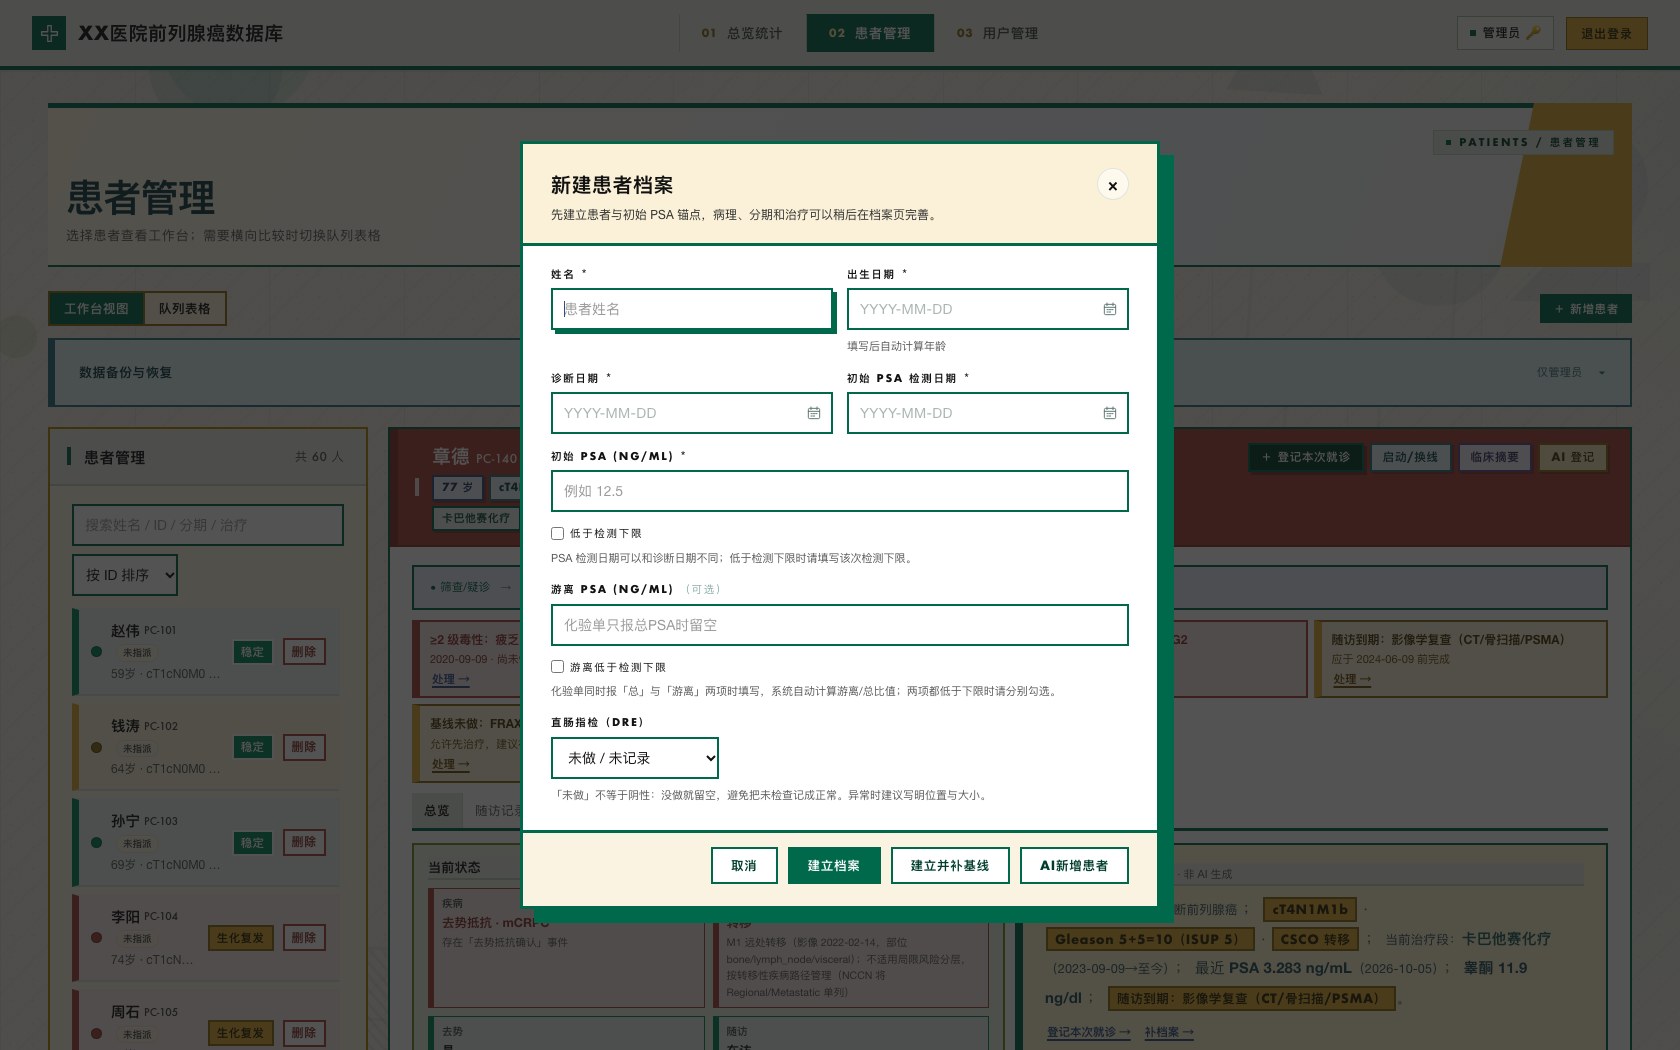 XX医院前列腺癌数据库
01 总览统计
02 患者管理
03 用户管理
管理员 🔑
退出登录
PATIENTS / 患者管理
患者管理
选择患者查看工作台；需要横向比较时切换队列表格
工作台视图
队列表格
+ 新增患者
数据备份与恢复
仅管理员
患者管理
共 60 人
搜索姓名 / ID / 分期 / 治疗
按 ID 排序
赵伟 PC-101
未指派
59岁 · cT1cN0M0 ...
稳定
删除
钱涛 PC-102
未指派
64岁 · cT1cN0M0 ...
稳定
删除
孙宁 PC-103
未指派
69岁 · cT1cN0M0 ...
稳定
删除
李阳 PC-104
未指派
74岁 · cT1cN...
生化复发
删除
周石 PC-105
未指派
生化复发
删除
章德 PC-140
77 岁
cT4
卡巴他赛化疗
+ 登记本次就诊
启动/换线
临床摘要
AI 登记
• 筛查/疑诊 →
≥2 级毒性：疲乏
2020-09-09 · 尚未
处理 →
G2
随访到期：影像学复查（CT/骨扫描/PSMA）
应于 2024-06-09 前完成
处理 →
基线未做：FRAX
允许先治疗，建议
处理 →
总览
随访记录
当前状态
疾病
去势抵抗 · mCRPC
存在「去势抵抗确认」事件
转移
M1 远处转移（影像 2022-02-14，部位
bone/lymph_node/visceral）；不适用局限风险分层，
按转移性疾病路径管理（NCCN 将
Regional/Metastatic 单列）
去势
随访
· 非 AI 生成
断前列腺癌；
cT4N1M1b ·
Gleason 5+5=10（ISUP 5） · CSCO 转移 ； 当前治疗段：卡巴他赛化疗
（2023-09-09→至今）； 最近 PSA 3.283 ng/mL（2026-10-05）； 睾酮 11.9
ng/dl ； 随访到期：影像学复查（CT/骨扫描/PSMA） 。
登记本次就诊 →
补档案 →
新建患者档案
×
先建立患者与初始 PSA 锚点，病理、分期和治疗可以稍后在档案页完善。
姓名 *
患者姓名
出生日期 *
YYYY-MM-DD
填写后自动计算年龄
诊断日期 *
YYYY-MM-DD
初始 PSA 检测日期 *
YYYY-MM-DD
初始 PSA (NG/ML) *
例如 12.5
低于检测下限
PSA 检测日期可以和诊断日期不同；低于检测下限时请填写该次检测下限。
游离 PSA (NG/ML) （可选）
化验单只报总PSA时留空
游离低于检测下限
化验单同时报「总」与「游离」两项时填写，系统自动计算游离/总比值；两项都低于下限时请分别勾选。
直肠指检（DRE）
未做 / 未记录
「未做」不等于阴性：没做就留空，避免把未检查记成正常。异常时建议写明位置与大小。
取消
建立档案
建立并补基线
AI新增患者